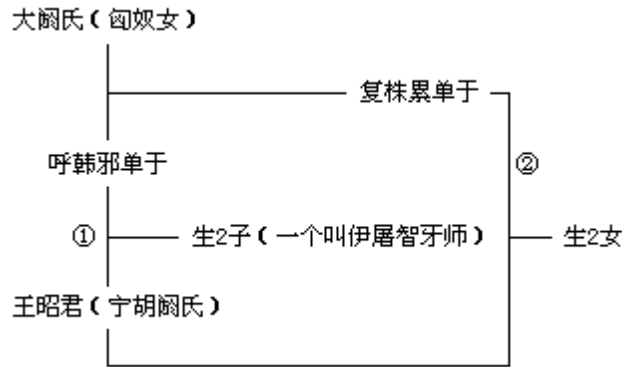 大阏氏（匈奴女）
复株累单于
呼韩邪单于
②
① 生2子（一个叫伊屠智牙师） 生2女
王昭君（宁胡阏氏）